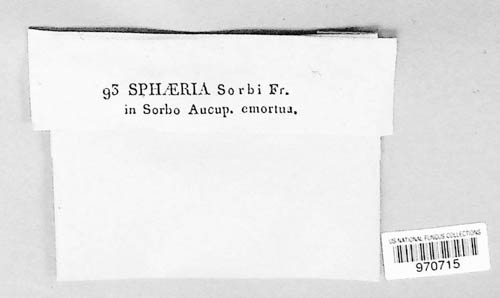 93 SPHÆRIA Sorbi Fr.
in Sorbo Aucup. emortua.
US NATIONAL FUNGUS COLLECTIONS
970715